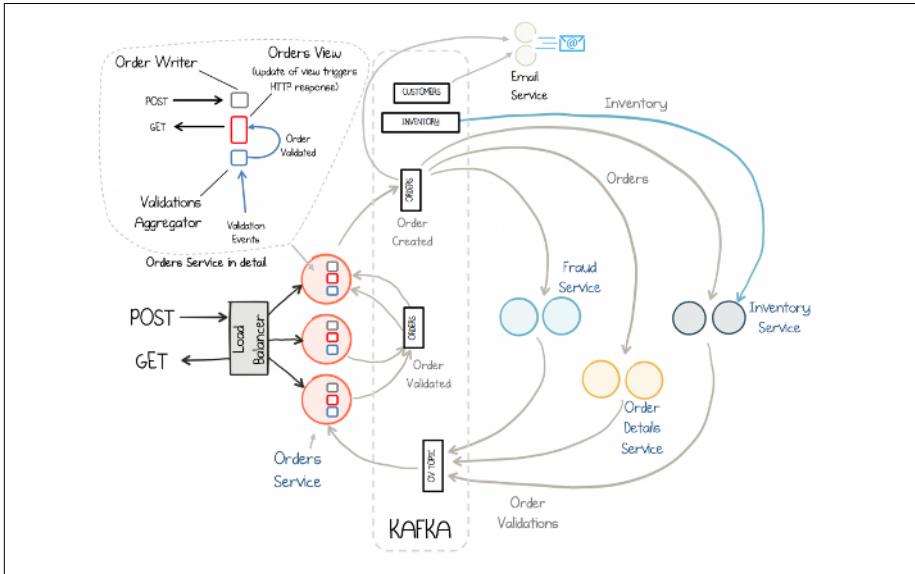 Orders View
(update of view triggers
HTTP response)
Order Writer
POST
GET
Order
Validated
Validations
Aggregator
Validation
Events
Orders Service in detail
CUSTOMERS
INVENTORY
@
Email
Service
Inventory
ORDERS
Order
Created
Orders
Fraud
Service
Inventory
Service
POST
GET
Load
Balancer
ORDERS
Order
Validated
Order
Details
Service
Orders
Service
OV TOPIC
Order
Validations
KAFKA